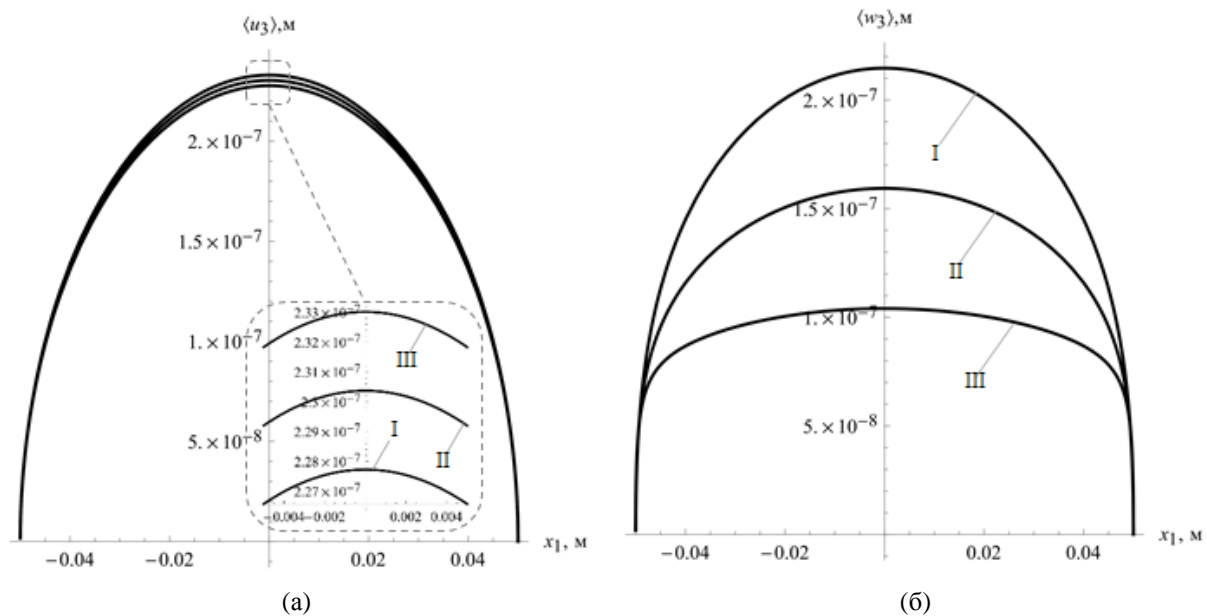 ⟨u₃⟩,м
2.×10⁻⁷
1.5×10⁻⁷
1.×10⁻⁷
5.×10⁻⁸
2.33×10⁻⁷
2.32×10⁻⁷
2.31×10⁻⁷
2.3×10⁻⁷
2.29×10⁻⁷
2.28×10⁻⁷
2.27×10⁻⁷
III
I
II
−0.004 −0.002 0.002 0.004
x₁, м
−0.04 −0.02 0.02 0.04
(а)
⟨w₃⟩,м
2.×10⁻⁷
1.5×10⁻⁷
1.×10⁻⁷
5.×10⁻⁸
I
II
III
x₁, м
−0.04 −0.02 0.02 0.04
(б)